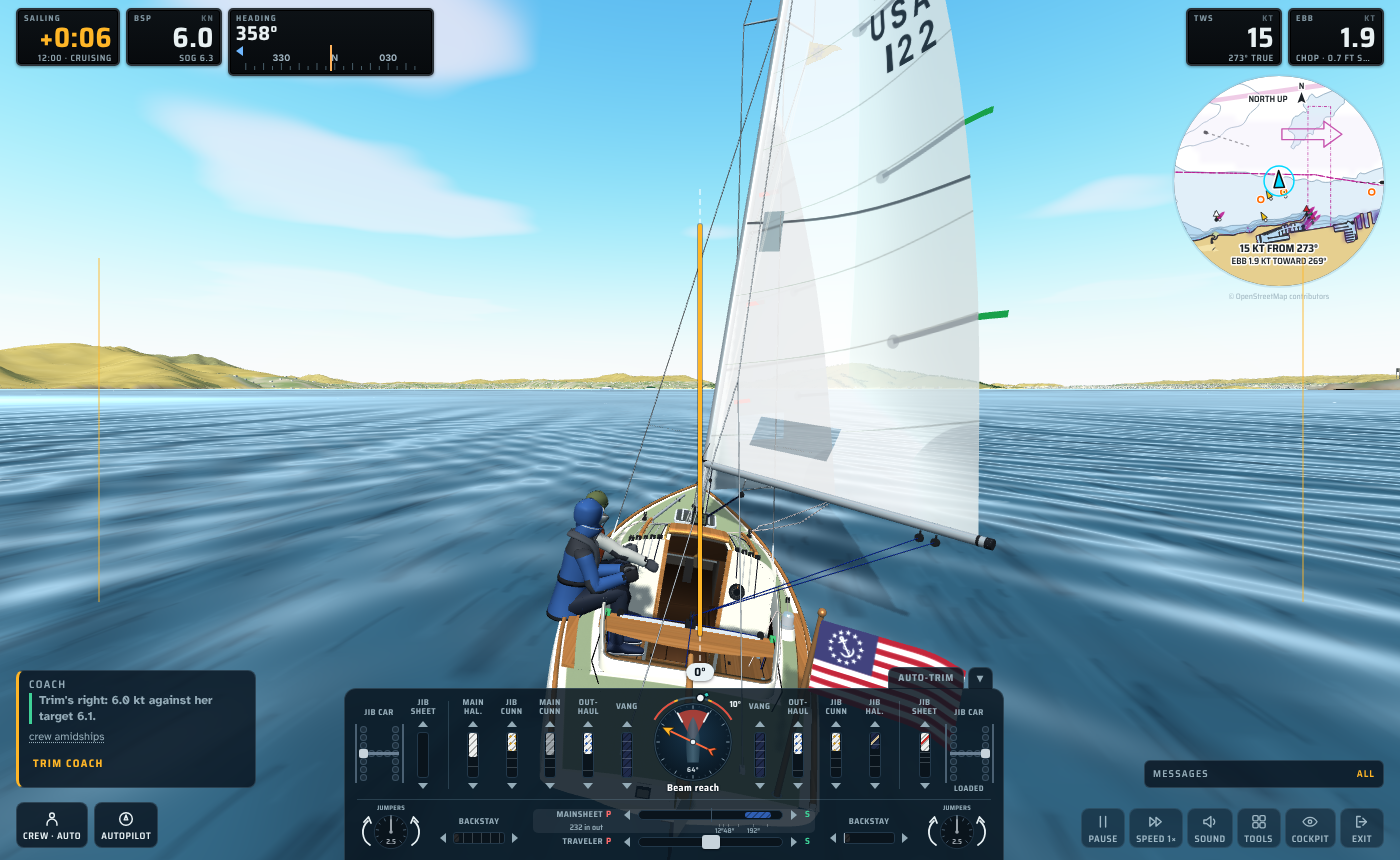 SAILING
+0:06
12:00 · CRUISING
BSP KN
6.0
SOG 6.3
HEADING
358°
330 N 030
TWS KT
15
273° TRUE
EBB KT
1.9
CHOP · 0.7 FT S...
USA
122
NORTH UP
N
15 KT FROM 273°
EBB 1.9 KT TOWARD 269°
© OpenStreetMap contributors
COACH
Trim's right: 6.0 kt against her
target 6.1.
crew amidships
TRIM COACH
CREW · AUTO
AUTOPILOT
0°
AUTO-TRIM
▼
JIB CAR
JIB SHEET
MAIN HAL.
JIB CUNN
MAIN CUNN
OUT-HAUL
VANG
10°
64°
Beam reach
VANG
OUT-HAUL
JIB CUNN
JIB HAL.
JIB SHEET
JIB CAR
LOADED
JUMPERS
2.5
BACKSTAY
MAINSHEET P S
232 in out
12'48" 192"
TRAVELER P S
BACKSTAY
JUMPERS
2.5
MESSAGES ALL
PAUSE
SPEED 1×
SOUND
TOOLS
COCKPIT
EXIT